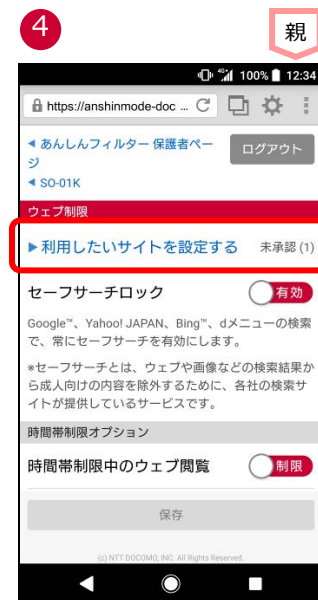 4
親
4G 100% 12:34
https://anshinmode-doc ...
◀ あんしんフィルター 保護者ペー
ジ
ログアウト
◀ SO-01K
ウェブ制限
▶利用したいサイトを設定する 未承認 (1)
セーフサーチロック 有効
Google™、Yahoo! JAPAN、Bing™、dメニューの検索
で、常にセーフサーチを有効にします。
※セーフサーチとは、ウェブや画像などの検索結果か
ら成人向けの内容を除外するために、各社の検索サ
イトが提供しているサービスです。
時間帯制限オプション
時間帯制限中のウェブ閲覧 制限
保存
(c) NTT DOCOMO, INC. All Rights Reserved.